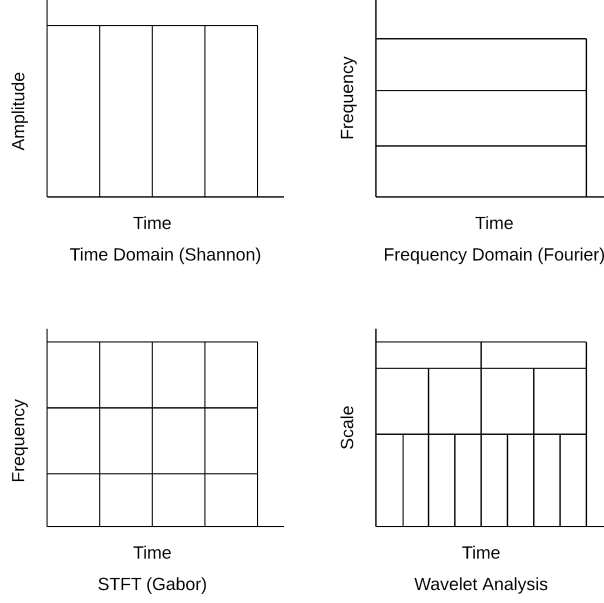 Amplitude
Time
Time Domain (Shannon)
Frequency
Time
Frequency Domain (Fourier)
Frequency
Time
STFT (Gabor)
Scale
Time
Wavelet Analysis